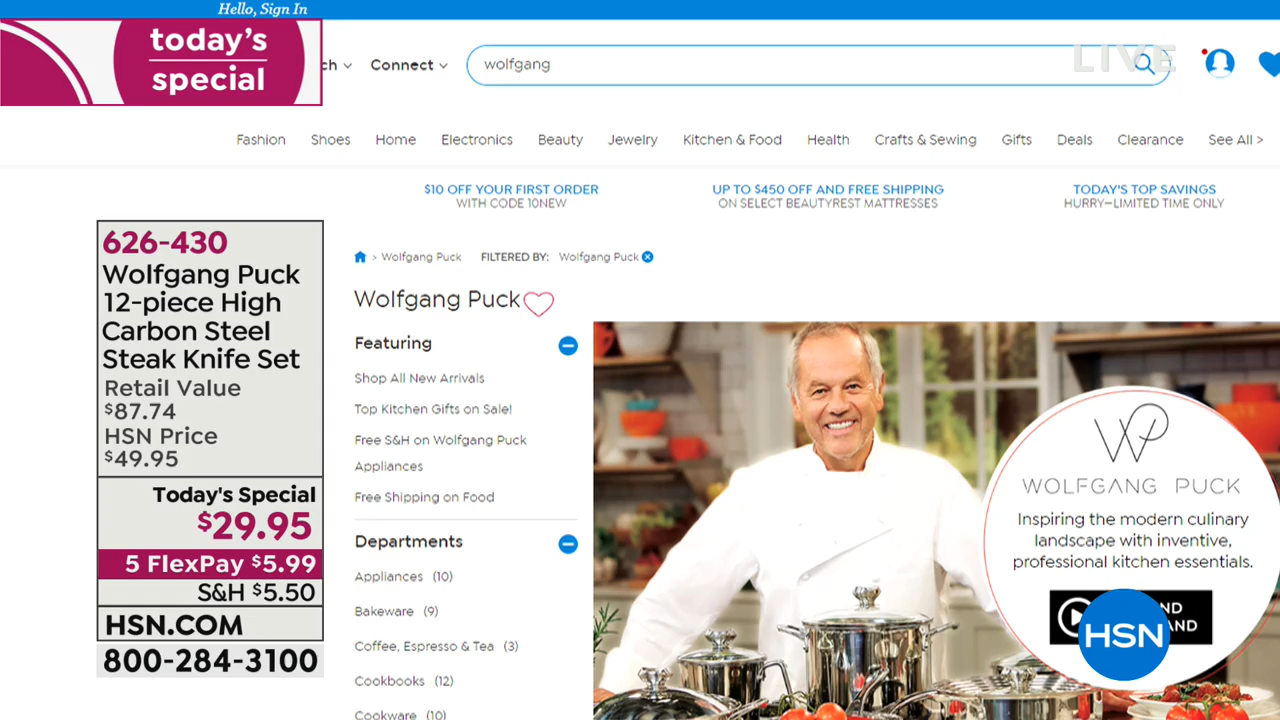 Hello, Sign In
today's
special
ch
Connect
wolfgang
LIVE
Fashion Shoes Home Electronics Beauty Jewelry Kitchen & Food Health Crafts & Sewing Gifts Deals Clearance See All >
$10 OFF YOUR FIRST ORDER
WITH CODE 10NEW
UP TO $450 OFF AND FREE SHIPPING
ON SELECT BEAUTYREST MATTRESSES
TODAY'S TOP SAVINGS
HURRY—LIMITED TIME ONLY
626-430
Wolfgang Puck
12-piece High
Carbon Steel
Steak Knife Set
Retail Value
$87.74
HSN Price
$49.95
Today's Special
$29.95
5 FlexPay $5.99
S&H $5.50
HSN.COM
800-284-3100
> Wolfgang Puck FILTERED BY: Wolfgang Puck
Wolfgang Puck
Featuring
Shop All New Arrivals
Top Kitchen Gifts on Sale!
Free S&H on Wolfgang Puck
Appliances
Free Shipping on Food
Departments
Appliances (10)
Bakeware (9)
Coffee, Espresso & Tea (3)
Cookbooks (12)
Cookware (10)
WP
WOLFGANG PUCK
Inspiring the modern culinary
landscape with inventive,
professional kitchen essentials.
ND
AND
HSN